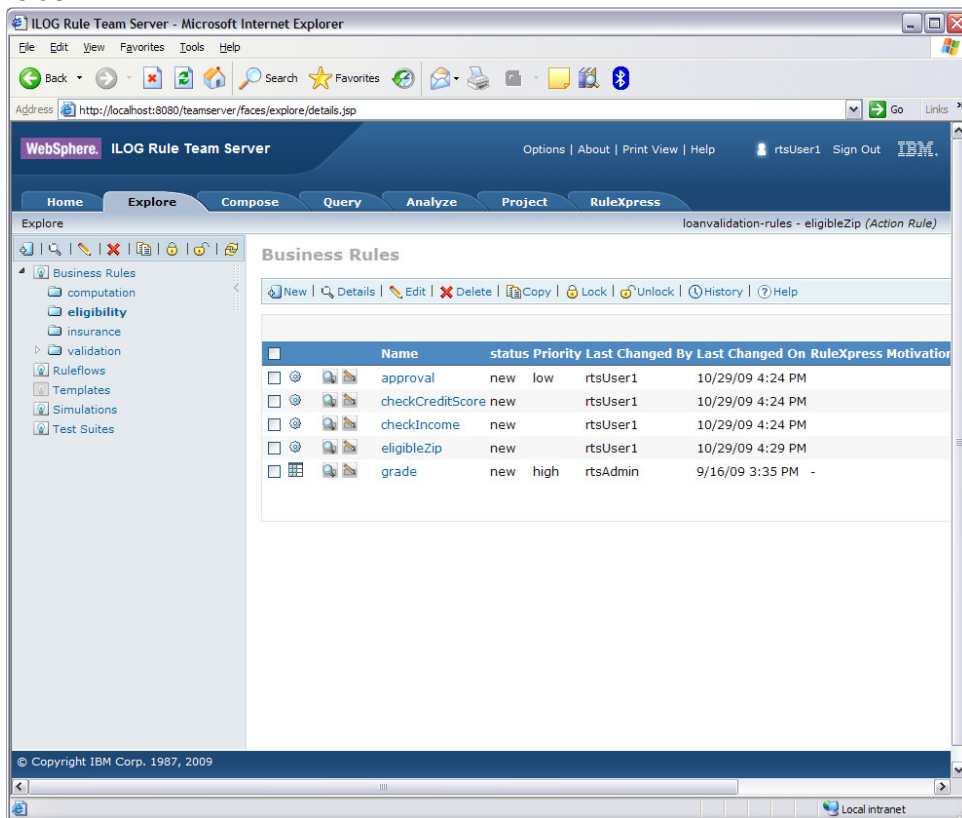 ILOG Rule Team Server - Microsoft Internet Explorer
File Edit View Favorites Tools Help
Back Search Favorites
Address http://localhost:8080/teamserver/faces/explore/details.jsp Go Links »
WebSphere. ILOG Rule Team Server Options | About | Print View | Help rtsUser1 Sign Out IBM.
Home Explore Compose Query Analyze Project RuleXpress
Explore loanvalidation-rules - eligibleZip (Action Rule)
Business Rules
computation
eligibility
insurance
validation
Ruleflows
Templates
Simulations
Test Suites
Business Rules
New | Details | Edit | Delete | Copy | Lock | Unlock | History | Help
Name status Priority Last Changed By Last Changed On RuleXpress Motivation
approval new low rtsUser1 10/29/09 4:24 PM
checkCreditScore new rtsUser1 10/29/09 4:24 PM
checkIncome new rtsUser1 10/29/09 4:24 PM
eligibleZip new rtsUser1 10/29/09 4:29 PM
grade new high rtsAdmin 9/16/09 3:35 PM -
© Copyright IBM Corp. 1987, 2009
Local intranet